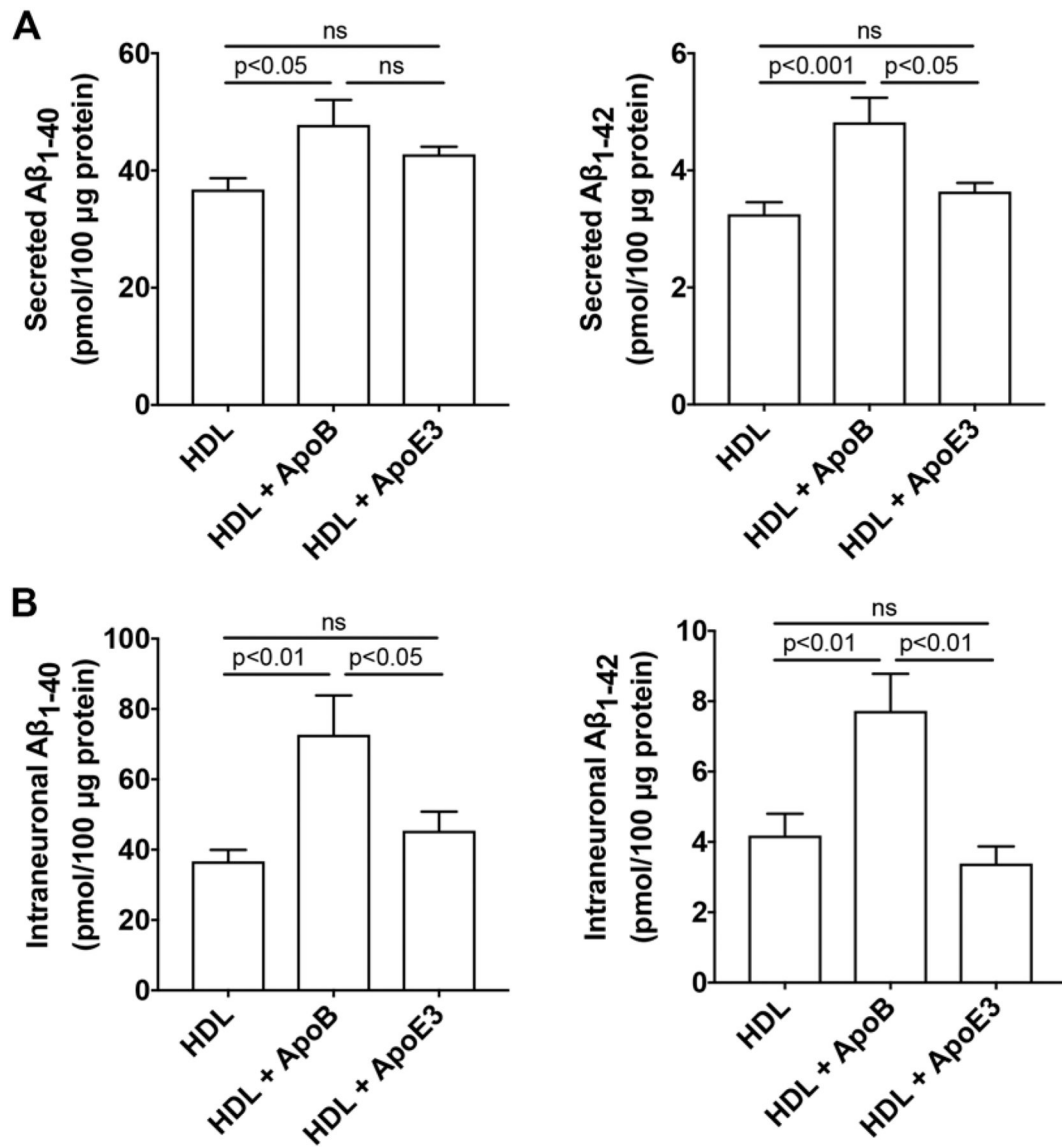 A
Secreted Aβ1-40
(pmol/100 µg protein)
60
40
20
0
ns
p<0.05
ns
HDL
HDL + ApoB
HDL + ApoE3
Secreted Aβ1-42
(pmol/100 µg protein)
6
4
2
0
ns
p<0.001
p<0.05
HDL
HDL + ApoB
HDL + ApoE3
B
Intraneuronal Aβ1-40
(pmol/100 µg protein)
100
80
60
40
20
0
ns
p<0.01
p<0.05
HDL
HDL + ApoB
HDL + ApoE3
Intraneuronal Aβ1-42
(pmol/100 µg protein)
10
8
6
4
2
0
ns
p<0.01
p<0.01
HDL
HDL + ApoB
HDL + ApoE3